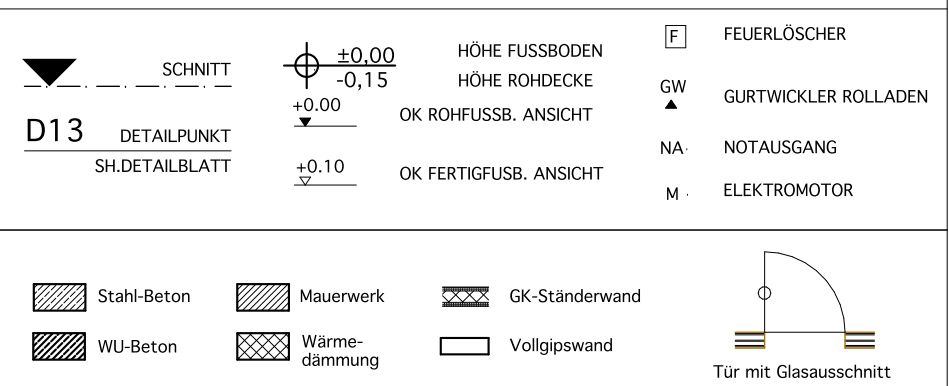 SCHNITT
D13 DETAILPUNKT
SH.DETAILBLATT
±0,00 HÖHE FUSSBODEN
-0,15 HÖHE ROHDECKE
+0.00
OK ROHFUSSB. ANSICHT
+0.10
OK FERTIGFUSB. ANSICHT
F FEUERLÖSCHER
GW
GURTWICKLER ROLLADEN
NA NOTAUSGANG
M ELEKTROMOTOR
Stahl-Beton
WU-Beton
Mauerwerk
Wärme-
dämmung
GK-Ständerwand
Vollgipswand
Tür mit Glasausschnitt